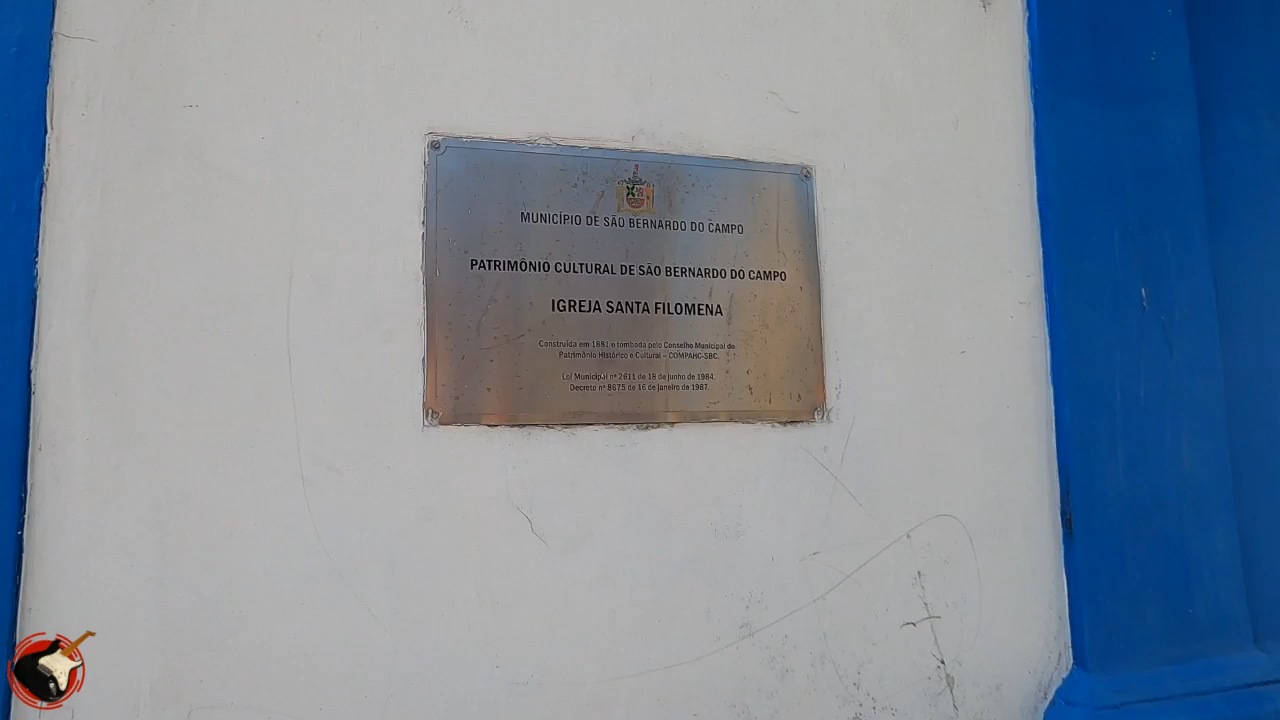 MUNICÍPIO DE SÃO BERNARDO DO CAMPO
PATRIMÔNIO CULTURAL DE SÃO BERNARDO DO CAMPO
IGREJA SANTA FILOMENA
Construída em 1881 e tombada pelo Conselho Municipal do
Patrimônio Histórico e Cultural – COMPAHC-SBC.
Lei Municipal nº 2611 de 18 de junho de 1984.
Decreto nº 8675 de 16 de janeiro de 1987.